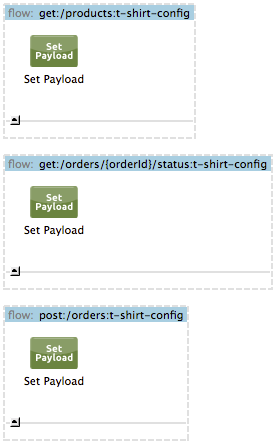 flow: get:/products:t-shirt-config
Set
Payload
Set Payload
flow: get:/orders/{orderId}/status:t-shirt-config
Set
Payload
Set Payload
flow: post:/orders:t-shirt-config
Set
Payload
Set Payload